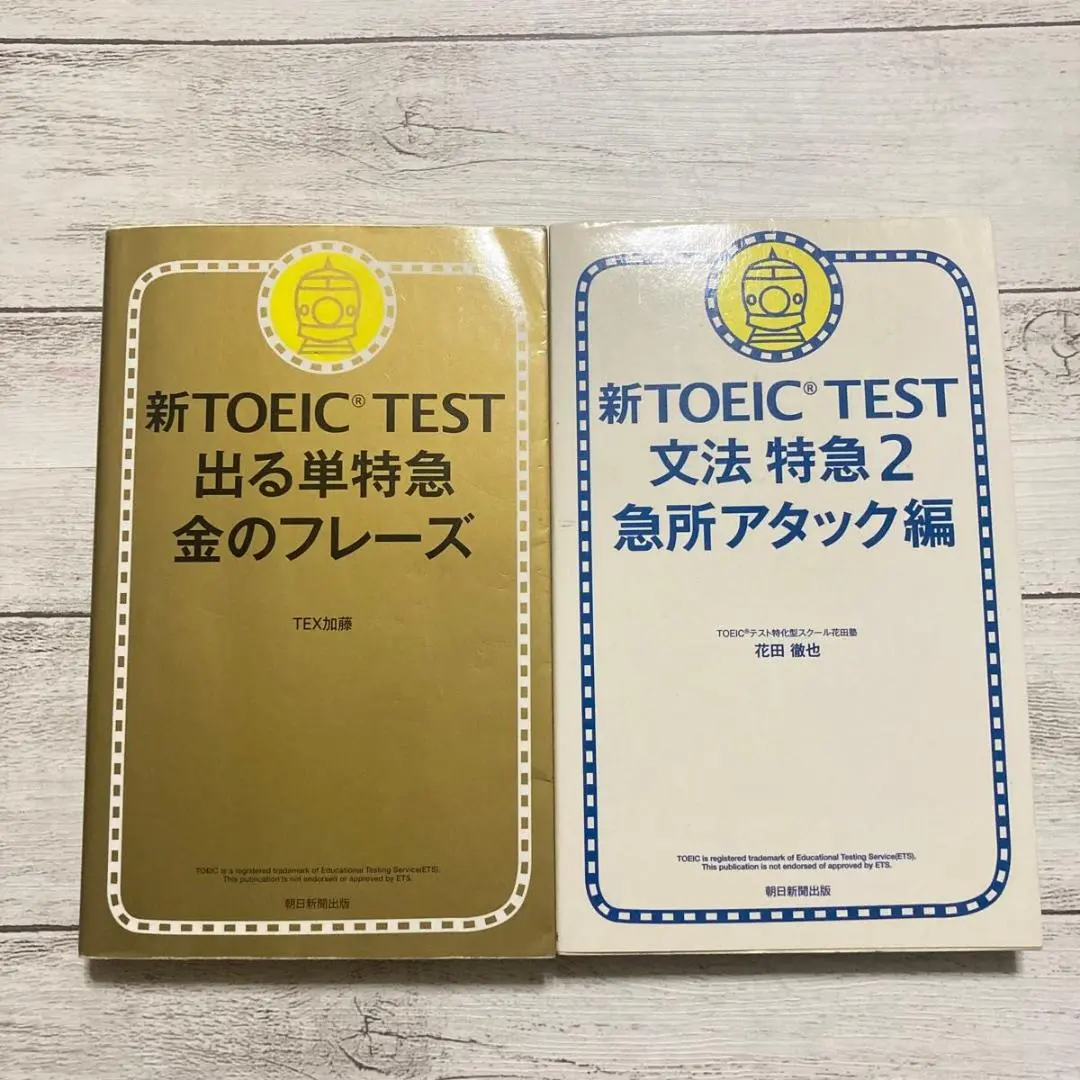 新TOEIC® TEST
出る単特急
金のフレーズ
TEX加藤
TOEIC is a registered trademark of Educational Testing Service(ETS).
This publication is not endorsed or approved by ETS.
朝日新聞出版
新TOEIC® TEST
文法 特急2
急所アタック編
TOEIC®テスト特化型スクール花田塾
花田 徹也
TOEIC is registered trademark of Educational Testing Service(ETS).
This publication is not endorsed of approved by ETS.
朝日新聞出版